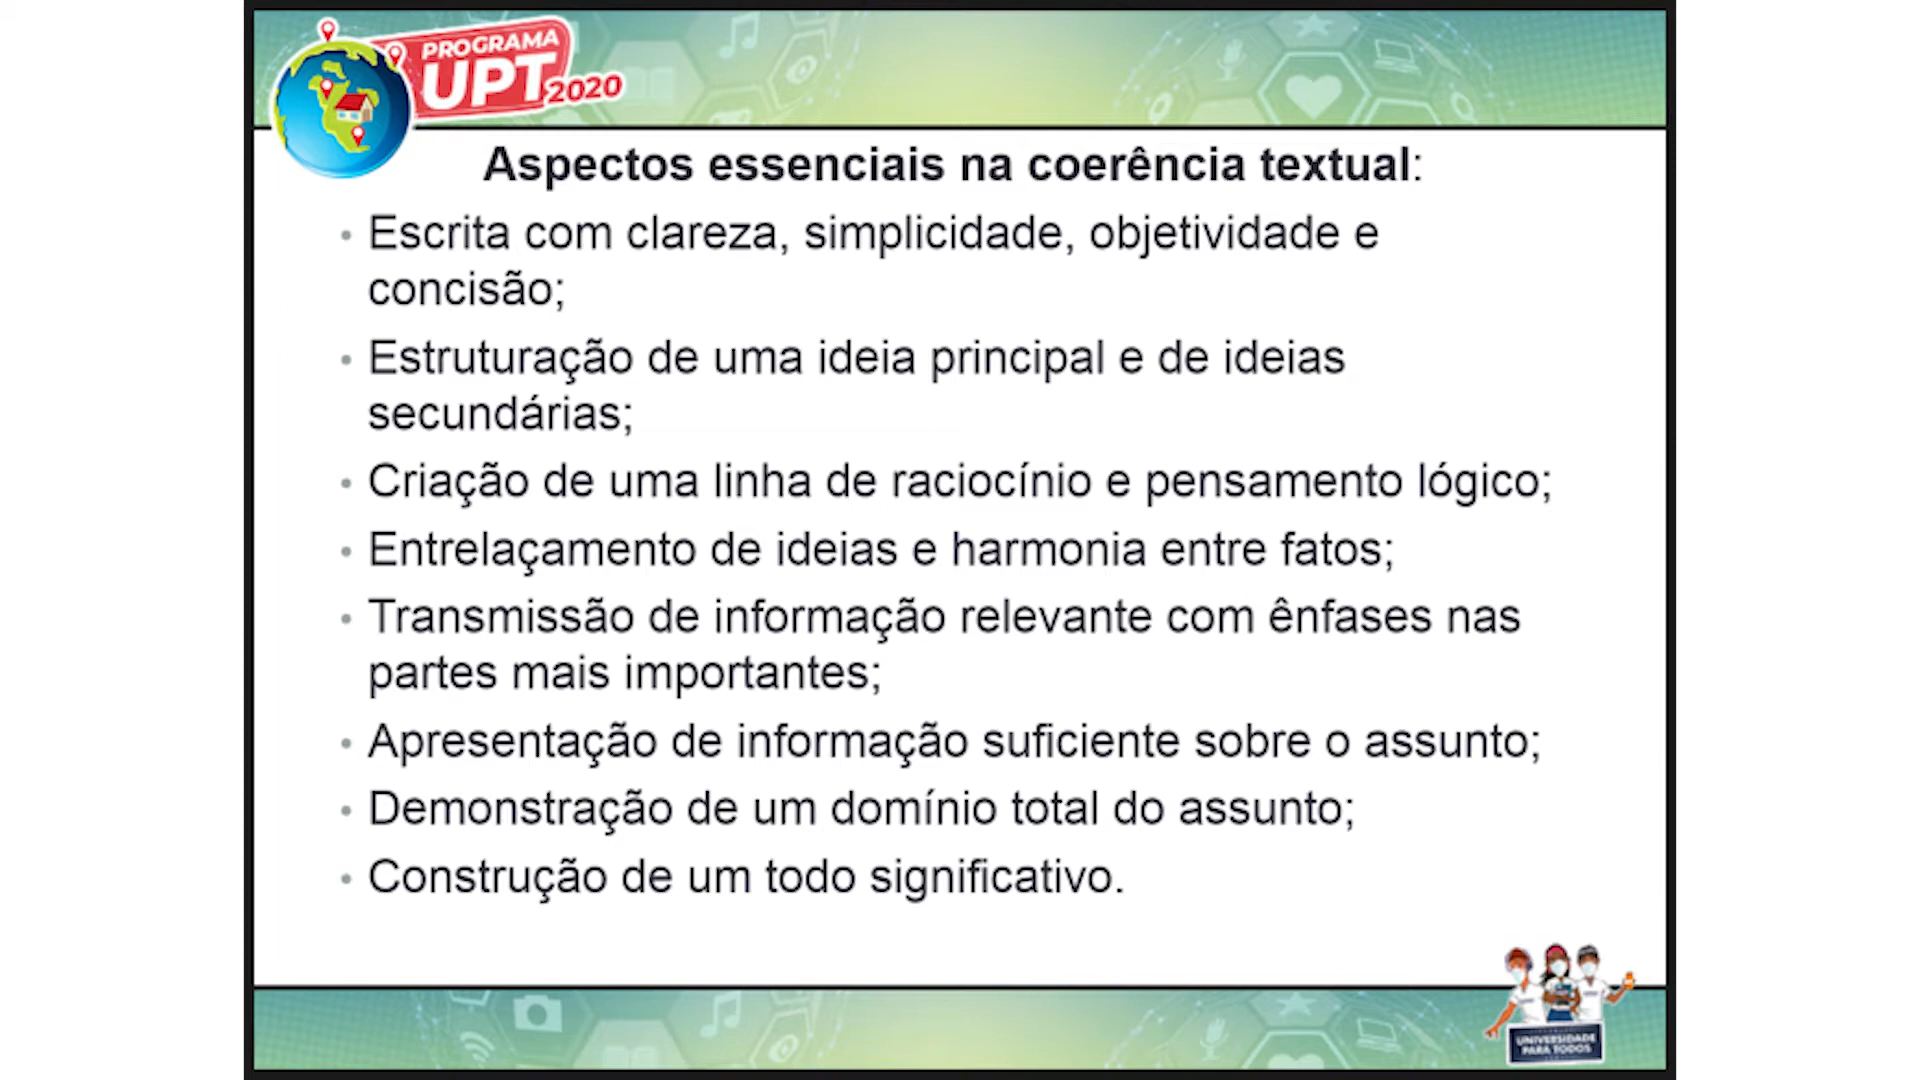 PROGRAMA
UPT 2020
Aspectos essenciais na coerência textual:
• Escrita com clareza, simplicidade, objetividade e
concisão;
• Estruturação de uma ideia principal e de ideias
secundárias;
• Criação de uma linha de raciocínio e pensamento lógico;
• Entrelaçamento de ideias e harmonia entre fatos;
• Transmissão de informação relevante com ênfases nas
partes mais importantes;
• Apresentação de informação suficiente sobre o assunto;
• Demonstração de um domínio total do assunto;
• Construção de um todo significativo.
UNIVERSIDADE
PARA TODOS